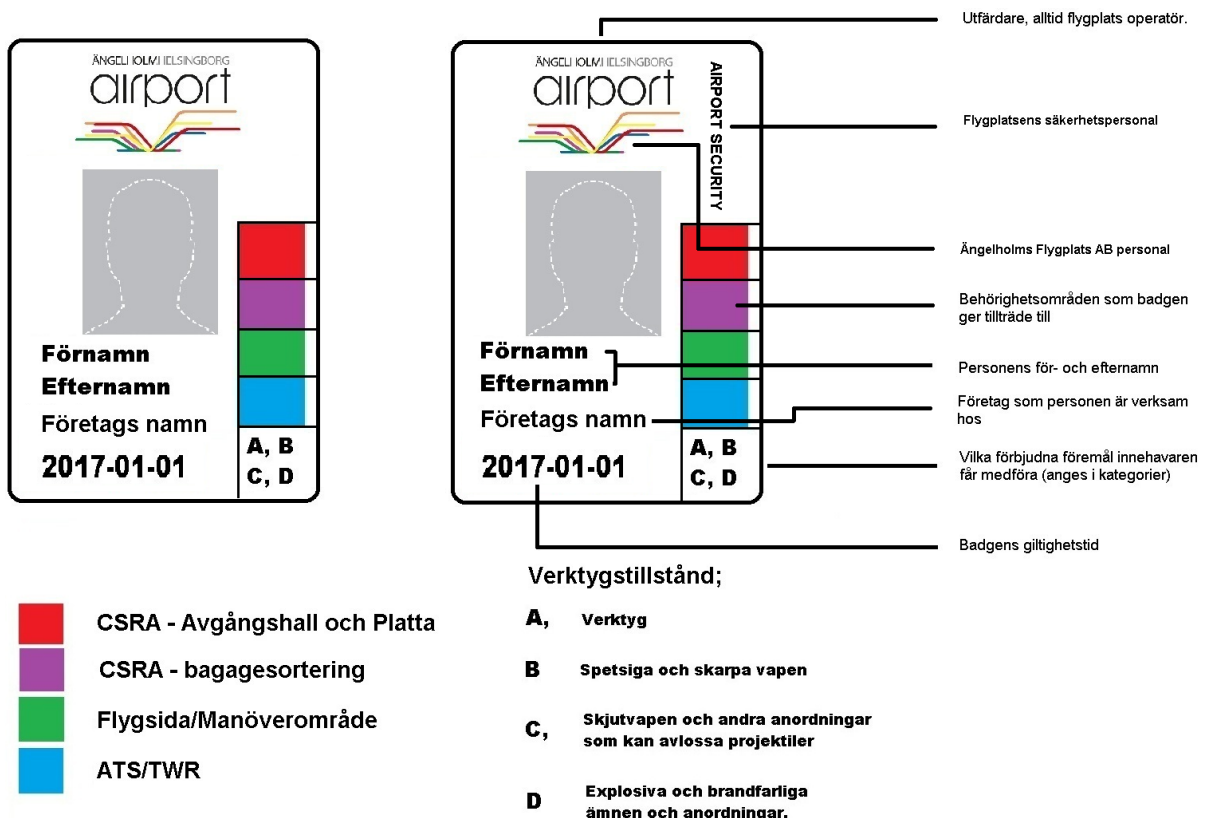 ÄNGELHOLM HELSINGBORG
airport
Förnamn
Efternamn
Företags namn
2017-01-01
A, B
C, D
ÄNGELHOLM HELSINGBORG
airport
AIRPORT SECURITY
Förnamn
Efternamn
Företags namn
2017-01-01
A, B
C, D
Utfärdare, alltid flygplats operatör.
Flygplatsens säkerhetspersonal
Ängelholms Flygplats AB personal
Behörighetsområden som badgen
ger tillträde till
Personens för- och efternamn
Företag som personen är verksam
hos
Vilka förbjudna föremål innehavaren
får medföra (anges i kategorier)
Badgens giltighetstid
CSRA - Avgångshall och Platta
CSRA - bagagesortering
Flygsida/Manöverområde
ATS/TWR
Verktygstillstånd;
A, Verktyg
B Spetsiga och skarpa vapen
C, Skjutvapen och andra anordningar
som kan avlossa projektiler
D Explosiva och brandfarliga
ämnen och anordningar.